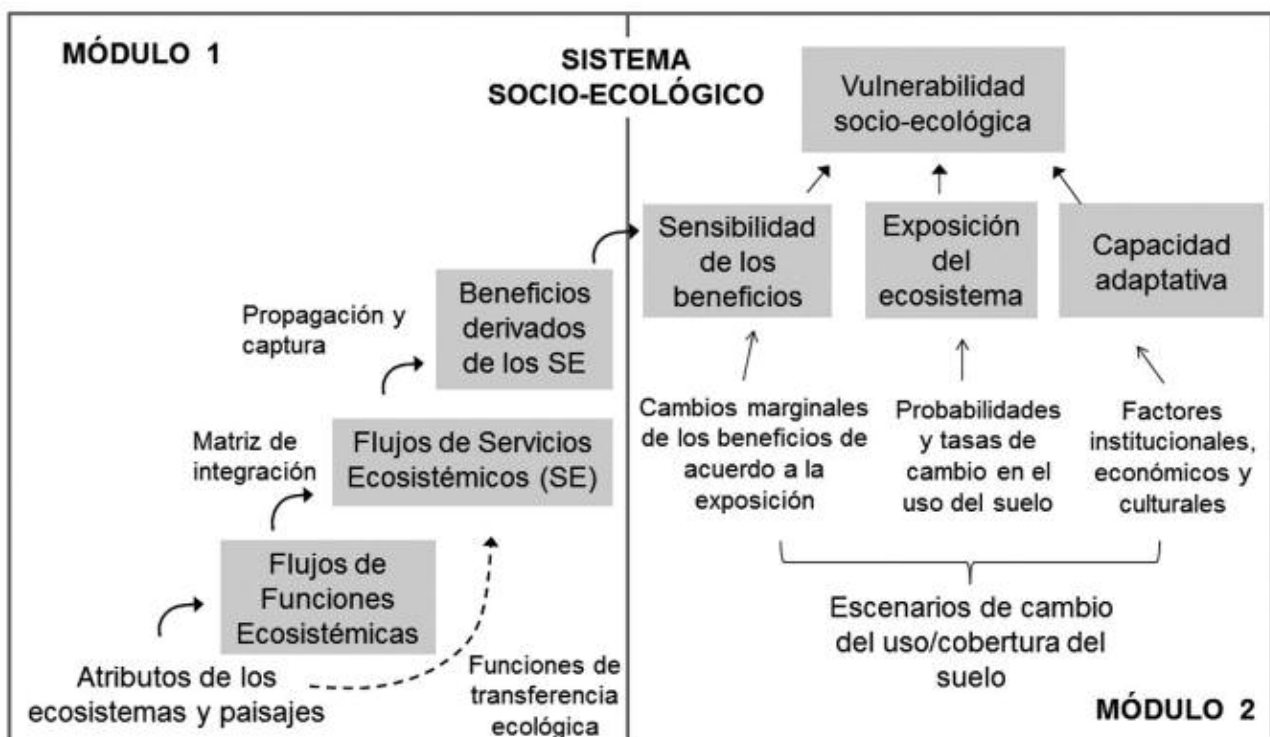 MÓDULO 1
SISTEMA
SOCIO-ECOLÓGICO
Vulnerabilidad
socio-ecológica
Sensibilidad
de los
beneficios
Exposición
del
ecosistema
Capacidad
adaptativa
Beneficios
derivados
de los SE
Propagación y
captura
Flujos de Servicios
Ecosistémicos (SE)
Matriz de
integración
Flujos de
Funciones
Ecosistémicas
Atributos de los
ecosistemas y paisajes
Funciones de
transferencia
ecológica
Cambios marginales
de los beneficios de
acuerdo a la
exposición
Probabilidades
y tasas de
cambio en el
uso del suelo
Factores
institucionales,
económicos y
culturales
Escenarios de cambio
del uso/cobertura del
suelo
MÓDULO 2